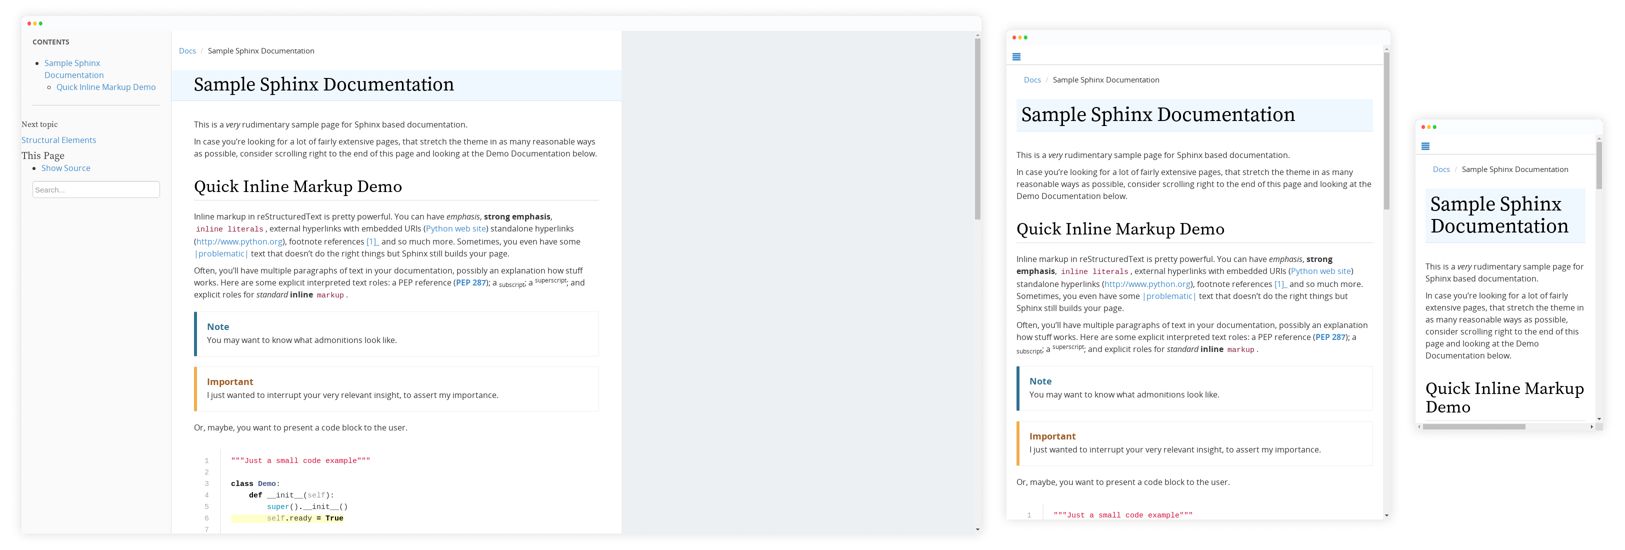 CONTENTS
Sample Sphinx
Documentation
Quick Inline Markup Demo
Next topic
Structural Elements
This Page
Show Source
Search...
Docs / Sample Sphinx Documentation
Sample Sphinx Documentation
This is a very rudimentary sample page for Sphinx based documentation.
In case you're looking for a lot of fairly extensive pages, that stretch the theme in as many reasonable ways
as possible, consider scrolling right to the end of this page and looking at the Demo Documentation below.
Quick Inline Markup Demo
Inline markup in reStructuredText is pretty powerful. You can have emphasis, strong emphasis,
inline literals, external hyperlinks with embedded URIs (Python web site) standalone hyperlinks
(http://www.python.org), footnote references [1]_ and so much more. Sometimes, you even have some
|problematic| text that doesn't do the right things but Sphinx still builds your page.
Often, you'll have multiple paragraphs of text in your documentation, possibly an explanation how stuff
works. Here are some explicit interpreted text roles: a PEP reference (PEP 287); a subscript; a superscript; and
explicit roles for standard inline markup.
Note
You may want to know what admonitions look like.
Important
I just wanted to interrupt your very relevant insight, to assert my importance.
Or, maybe, you want to present a code block to the user.
1 """Just a small code example"""
2
3 class Demo:
4 def __init__(self):
5 super().__init__()
6 self.ready = True
7
Docs / Sample Sphinx Documentation
Sample Sphinx Documentation
This is a very rudimentary sample page for Sphinx based documentation.
In case you're looking for a lot of fairly extensive pages, that stretch the theme in as many
reasonable ways as possible, consider scrolling right to the end of this page and looking at the
Demo Documentation below.
Quick Inline Markup Demo
Inline markup in reStructuredText is pretty powerful. You can have emphasis, strong
emphasis, inline literals, external hyperlinks with embedded URIs (Python web site)
standalone hyperlinks (http://www.python.org), footnote references [1]_ and so much more.
Sometimes, you even have some |problematic| text that doesn't do the right things but
Sphinx still builds your page.
Often, you'll have multiple paragraphs of text in your documentation, possibly an explanation
how stuff works. Here are some explicit interpreted text roles: a PEP reference (PEP 287); a
subscript; a superscript; and explicit roles for standard inline markup.
Note
You may want to know what admonitions look like.
Important
I just wanted to interrupt your very relevant insight, to assert my importance.
Or, maybe, you want to present a code block to the user.
1 """Just a small code example"""
Docs / Sample Sphinx Documentation
Sample Sphinx
Documentation
This is a very rudimentary sample page for
Sphinx based documentation.
In case you're looking for a lot of fairly
extensive pages, that stretch the theme in
as many reasonable ways as possible,
consider scrolling right to the end of this
page and looking at the Demo
Documentation below.
Quick Inline Markup
Demo